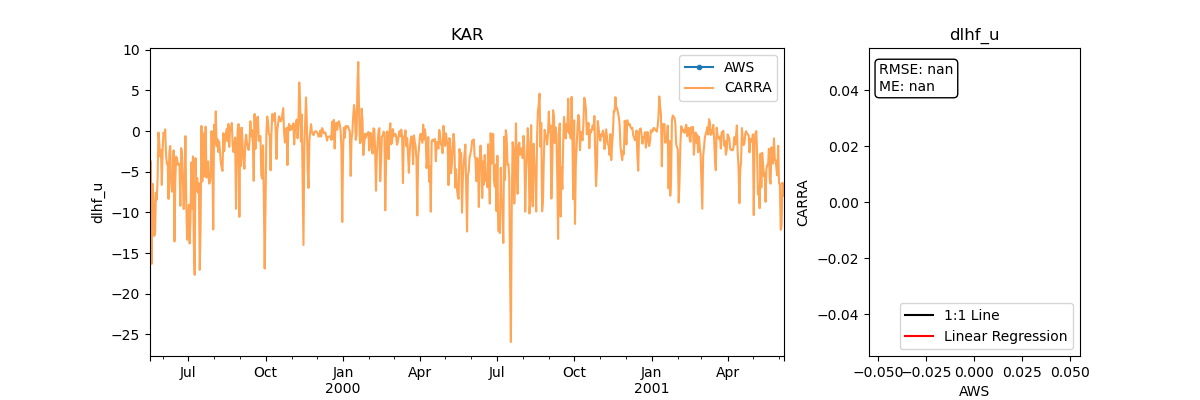 KAR
dlhf_u
10
5
0
−5
−10
−15
−20
−25
dlhf_u
AWS
CARRA
Jul
Oct
Jan
2000
Apr
Jul
Oct
Jan
2001
Apr
dlhf_u
RMSE: nan
ME: nan
0.04
0.02
0.00
−0.02
−0.04
CARRA
1:1 Line
Linear Regression
−0.050
−0.025
0.000
0.025
0.050
AWS